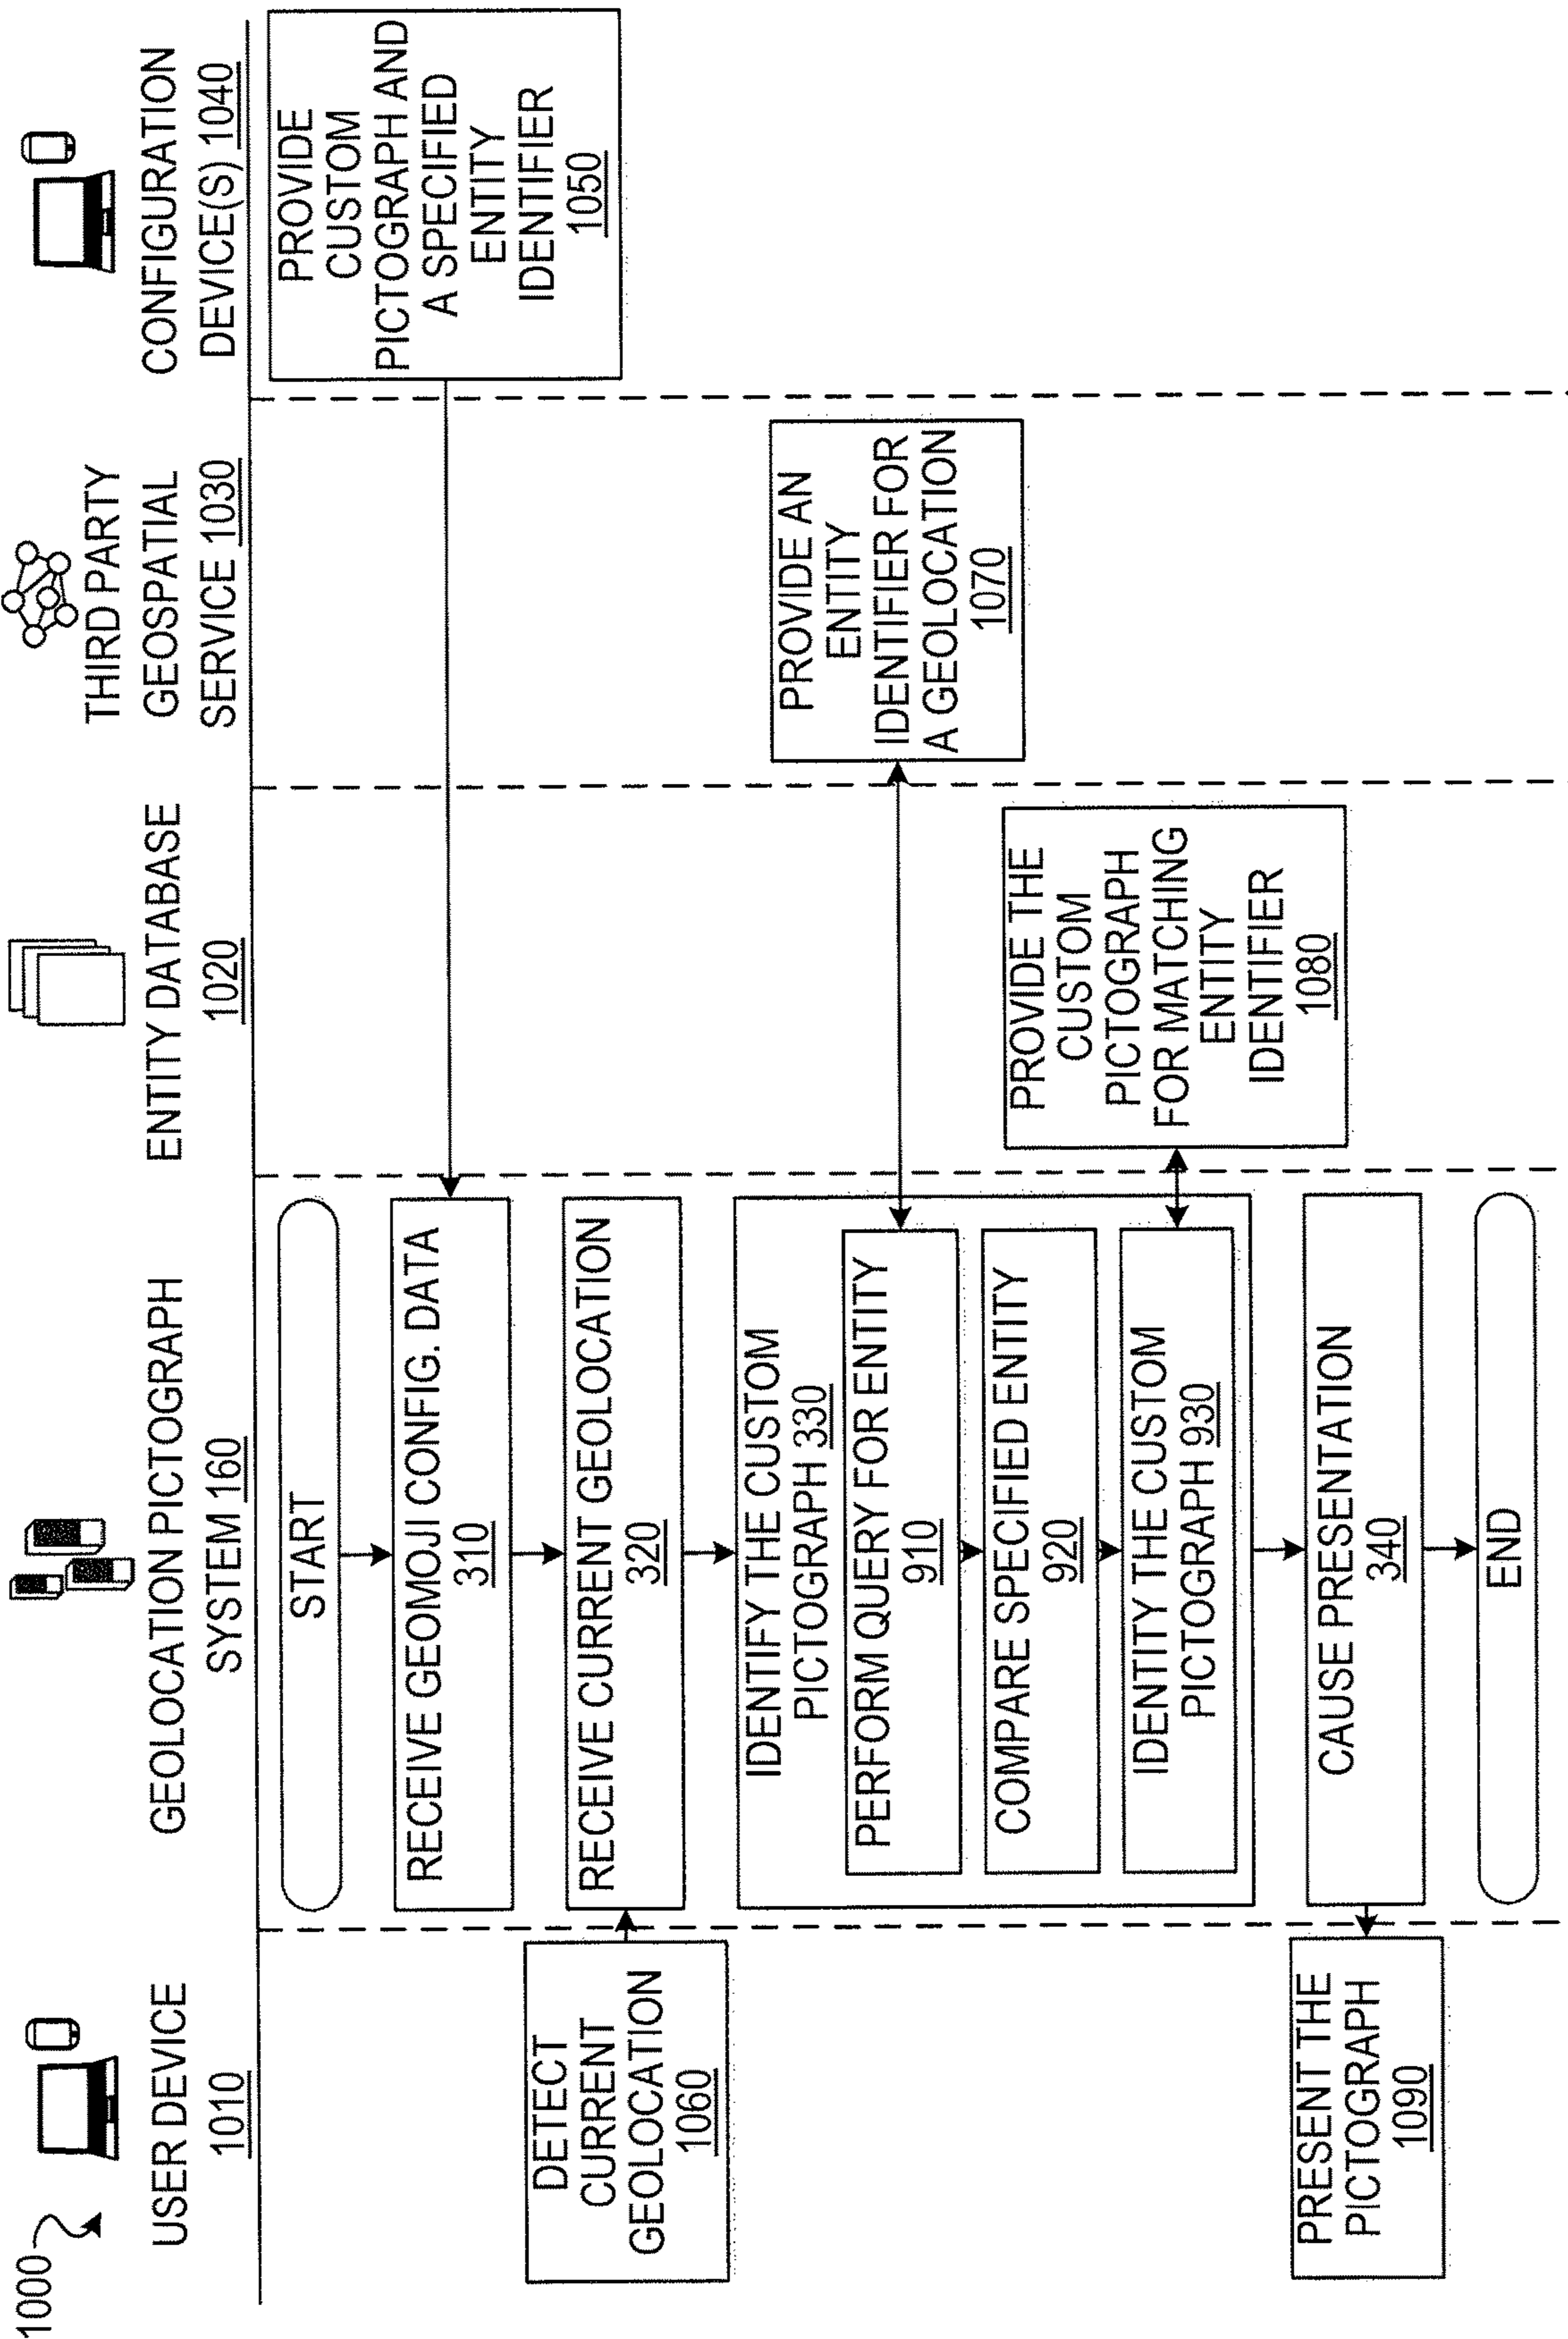 1000
USER DEVICE
1010
GEOLOCATION PICTOGRAPH
SYSTEM 160
ENTITY DATABASE
1020
THIRD PARTY
GEOSPATIAL
SERVICE 1030
CONFIGURATION
DEVICE(S) 1040
START
PROVIDE
CUSTOM
PICTOGRAPH AND
A SPECIFIED
ENTITY
IDENTIFIER
1050
RECEIVE GEOMOJI CONFIG. DATA
310
DETECT
CURRENT
GEOLOCATION
1060
RECEIVE CURRENT GEOLOCATION
320
IDENTIFY THE CUSTOM
PICTOGRAPH 330
PERFORM QUERY FOR ENTITY
910
PROVIDE AN
ENTITY
IDENTIFIER FOR
A GEOLOCATION
1070
COMPARE SPECIFIED ENTITY
920
IDENTITY THE CUSTOM
PICTOGRAPH 930
PROVIDE THE
CUSTOM
PICTOGRAPH
FOR MATCHING
ENTITY
IDENTIFIER
1080
CAUSE PRESENTATION
340
PRESENT THE
PICTOGRAPH
1090
END